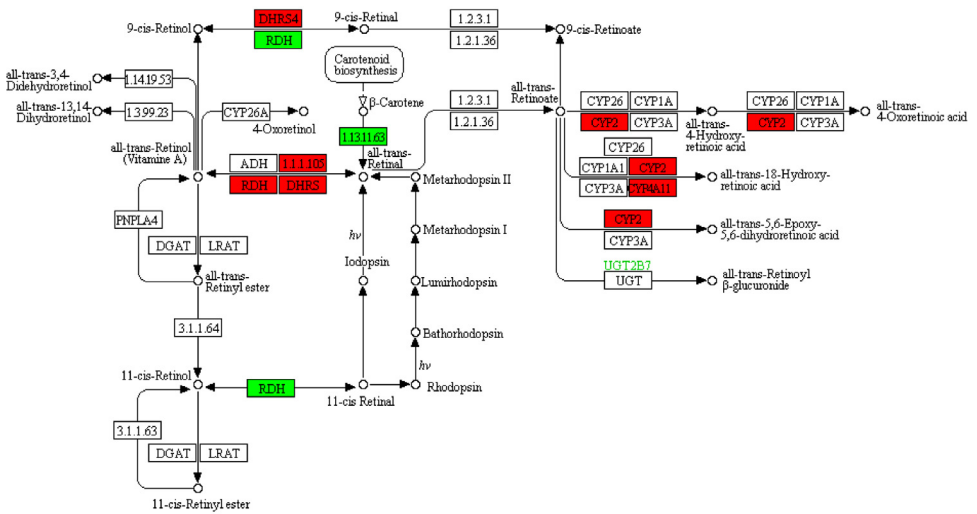 DHRS4
9-cis-Retinal
1.2.3.1
9-cis-Retinol
9-cis-Retinoate
RDH
1.2.1.36
Carotenoid
biosynthesis
all-trans-3,4-
Didehydroretinol
1.14.19.53
all-trans-
Retinoate
β-Carotene
1.2.3.1
CYP26
CYP1A
CYP26
CYP1A
all-trans-13,14-
Dihydroretinol
1.3.99.23
CYP26A
4-Oxoretinol
1.2.1.36
CYP2
CYP3A
all-trans-
4-Hydroxy-
retinoic acid
CYP2
CYP3A
all-trans-
4-Oxoretinoic acid
1.13.11.63
all-trans-
Retinal
all-trans-Retinol
(Vitamine A)
ADH
1.1.1.105
RDH
DHRS
Metarhodopsin II
CYP26
CYP1A1
CYP2
CYP3A
CYP4A11
all-trans-18-Hydroxy-
retinoic acid
PNPLA4
CYP2
CYP3A
all-trans-5,6-Epoxy-
5,6-dihydroretinoic acid
hν
Metarhodopsin I
DGAT
LRAT
Iodopsin
UGT2B7
UGT
all-trans-Retinoyl
β-glucuronide
all-trans-
Retinyl ester
Lumirhodopsin
3.1.1.64
Bathorhodopsin
hν
11-cis-Retinol
RDH
11-cis Retinal
Rhodopsin
3.1.1.63
DGAT
LRAT
11-cis-Retinyl ester